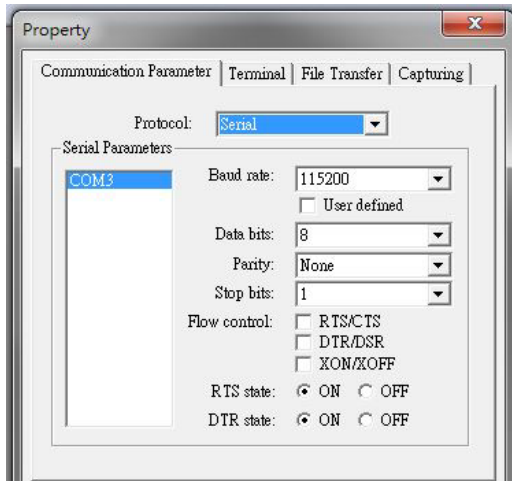 Property
Communication Parameter Terminal File Transfer Capturing
Protocol: Serial
Serial Parameters
COM3
Baud rate: 115200
User defined
Data bits: 8
Parity: None
Stop bits: 1
Flow control: RTS/CTS
DTR/DSR
XON/XOFF
RTS state: ON OFF
DTR state: ON OFF